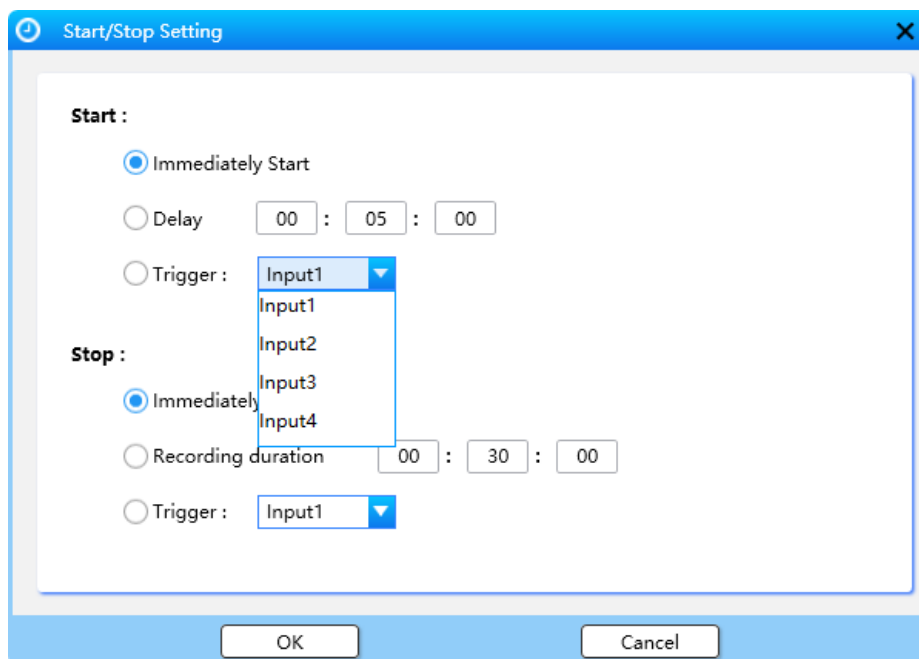 Start/Stop Setting
Start :
Immediately Start
Delay 00 : 05 : 00
Trigger : Input1
Input1
Input2
Stop :
Input3
Immediately
Input4
Recording duration 00 : 30 : 00
Trigger : Input1
OK Cancel